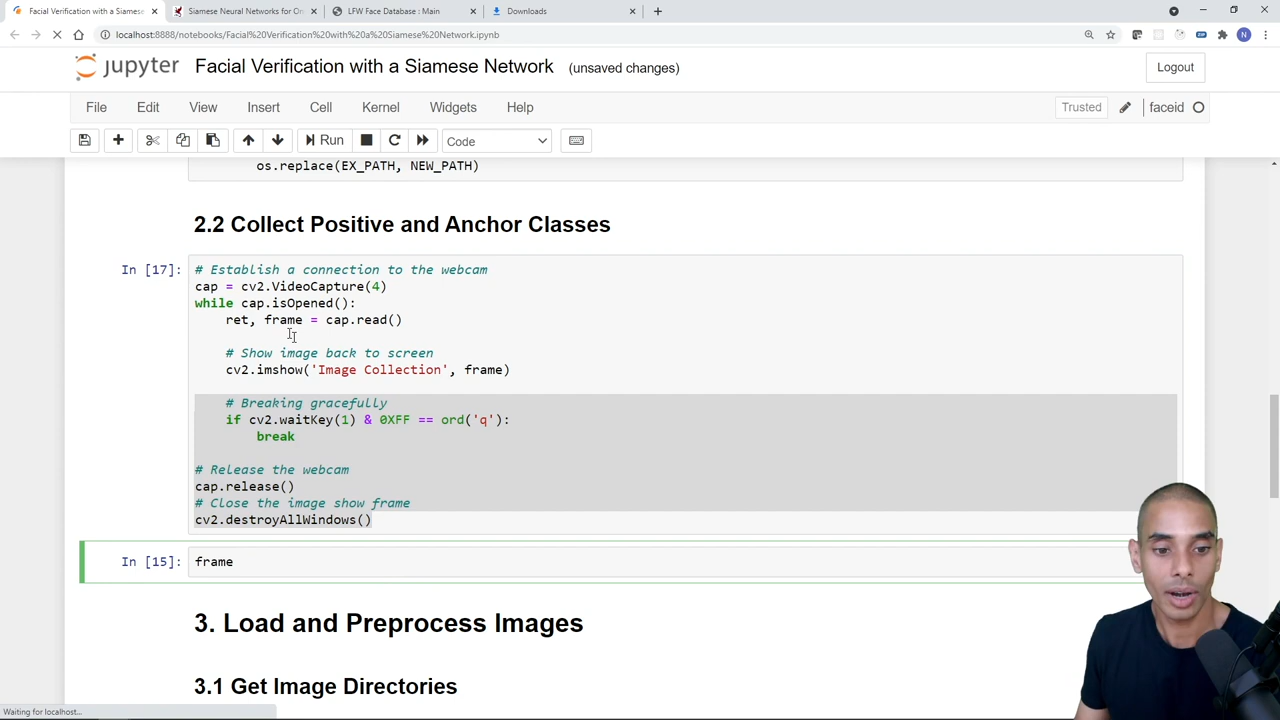 Facial Verification with a Siamese
Siamese Neural Networks for On
LFW Face Database : Main
Downloads
localhost:8888/notebooks/Facial%20Verification%20with%20a%20Siamese%20Network.ipynb
N
jupyter
Facial Verification with a Siamese Network (unsaved changes)
Logout
File Edit View Insert Cell Kernel Widgets Help
Trusted
faceid
Run
Code
os.replace(EX_PATH, NEW_PATH)
2.2 Collect Positive and Anchor Classes
In [17]:
# Establish a connection to the webcam
cap = cv2.VideoCapture(4)
while cap.isOpened():
ret, frame = cap.read()
# Show image back to screen
cv2.imshow('Image Collection', frame)
# Breaking gracefully
if cv2.waitKey(1) & 0XFF == ord('q'):
break
# Release the webcam
cap.release()
# Close the image show frame
cv2.destroyAllWindows()
In [15]:
frame
3. Load and Preprocess Images
3.1 Get Image Directories
Waiting for localhost...